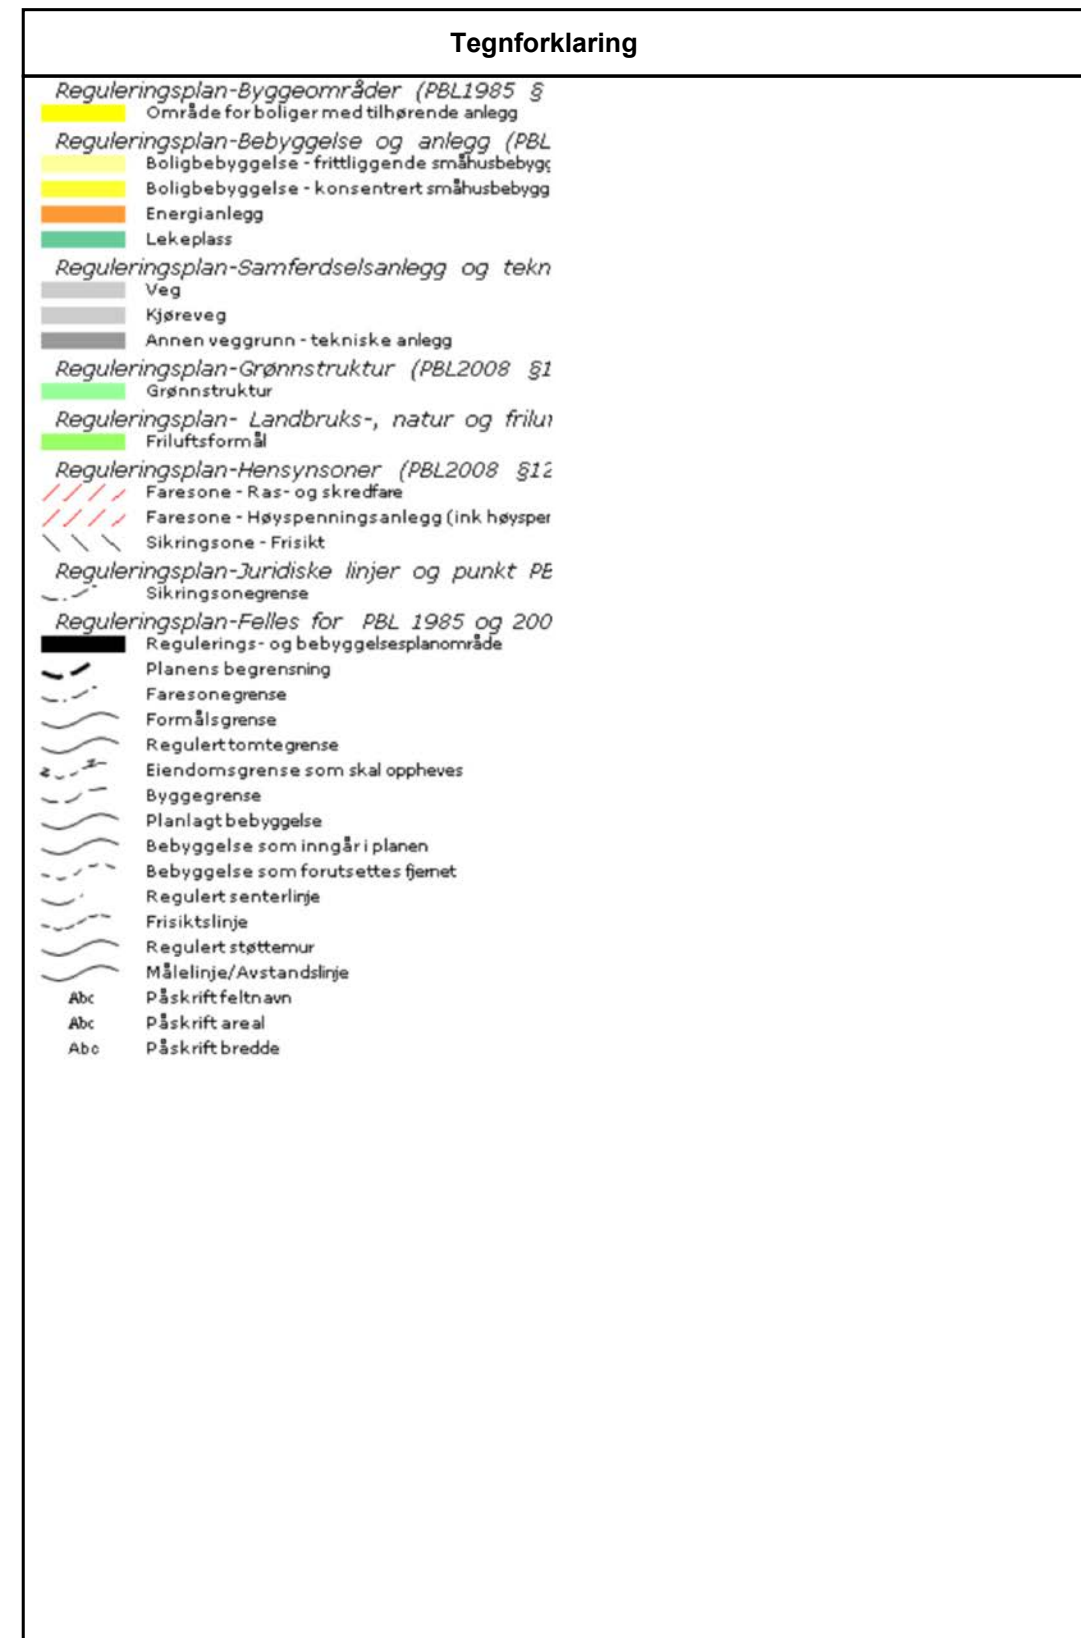 Tegnforklaring
Reguleringsplan-Byggeområder (PBL1985 §
Område for boliger med tilhørende anlegg
Reguleringsplan-Bebyggelse og anlegg (PBL
Boligbebyggelse - frittliggende småhusbebygg
Boligbebyggelse - konsentrert småhusbebygg
Energianlegg
Lekeplass
Reguleringsplan-Samferdselsanlegg og tekn
Veg
Kjøreveg
Annen veggrunn - tekniske anlegg
Reguleringsplan-Grønnstruktur (PBL2008 §1
Grønnstruktur
Reguleringsplan- Landbruks-, natur og friluf
Friluftsformål
Reguleringsplan-Hensynsoner (PBL2008 §12
Faresone - Ras- og skredfare
Faresone - Høyspenningsanlegg (ink høyspen
Sikringsone - Frisikt
Reguleringsplan-Juridiske linjer og punkt PB
Sikringsonegrense
Reguleringsplan-Felles for PBL 1985 og 200
Regulerings- og bebyggelsesplanområde
Planens begrensning
Faresonegrense
Formålsgrense
Regulert tomtegrense
Eiendomsgrense som skal oppheves
Byggegrense
Planlagt bebyggelse
Bebyggelse som inngår i planen
Bebyggelse som forutsettes fjernet
Regulert senterlinje
Frisiktslinje
Regulert støttemur
Målelinje/Avstandslinje
Abc Påskrift feltnavn
Abc Påskrift areal
Abc Påskrift bredde